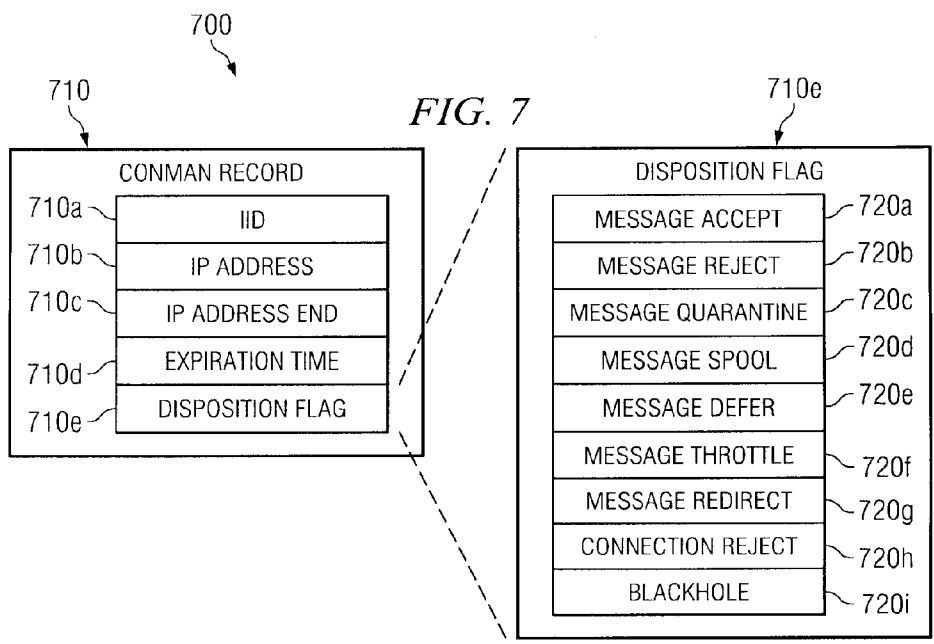 700
710
FIG. 7
710e
CONMAN RECORD
710a
IID
710b
IP ADDRESS
710c
IP ADDRESS END
710d
EXPIRATION TIME
710e
DISPOSITION FLAG
DISPOSITION FLAG
MESSAGE ACCEPT
720a
MESSAGE REJECT
720b
MESSAGE QUARANTINE
720c
MESSAGE SPOOL
720d
MESSAGE DEFER
720e
MESSAGE THROTTLE
720f
MESSAGE REDIRECT
720g
CONNECTION REJECT
720h
BLACKHOLE
720i